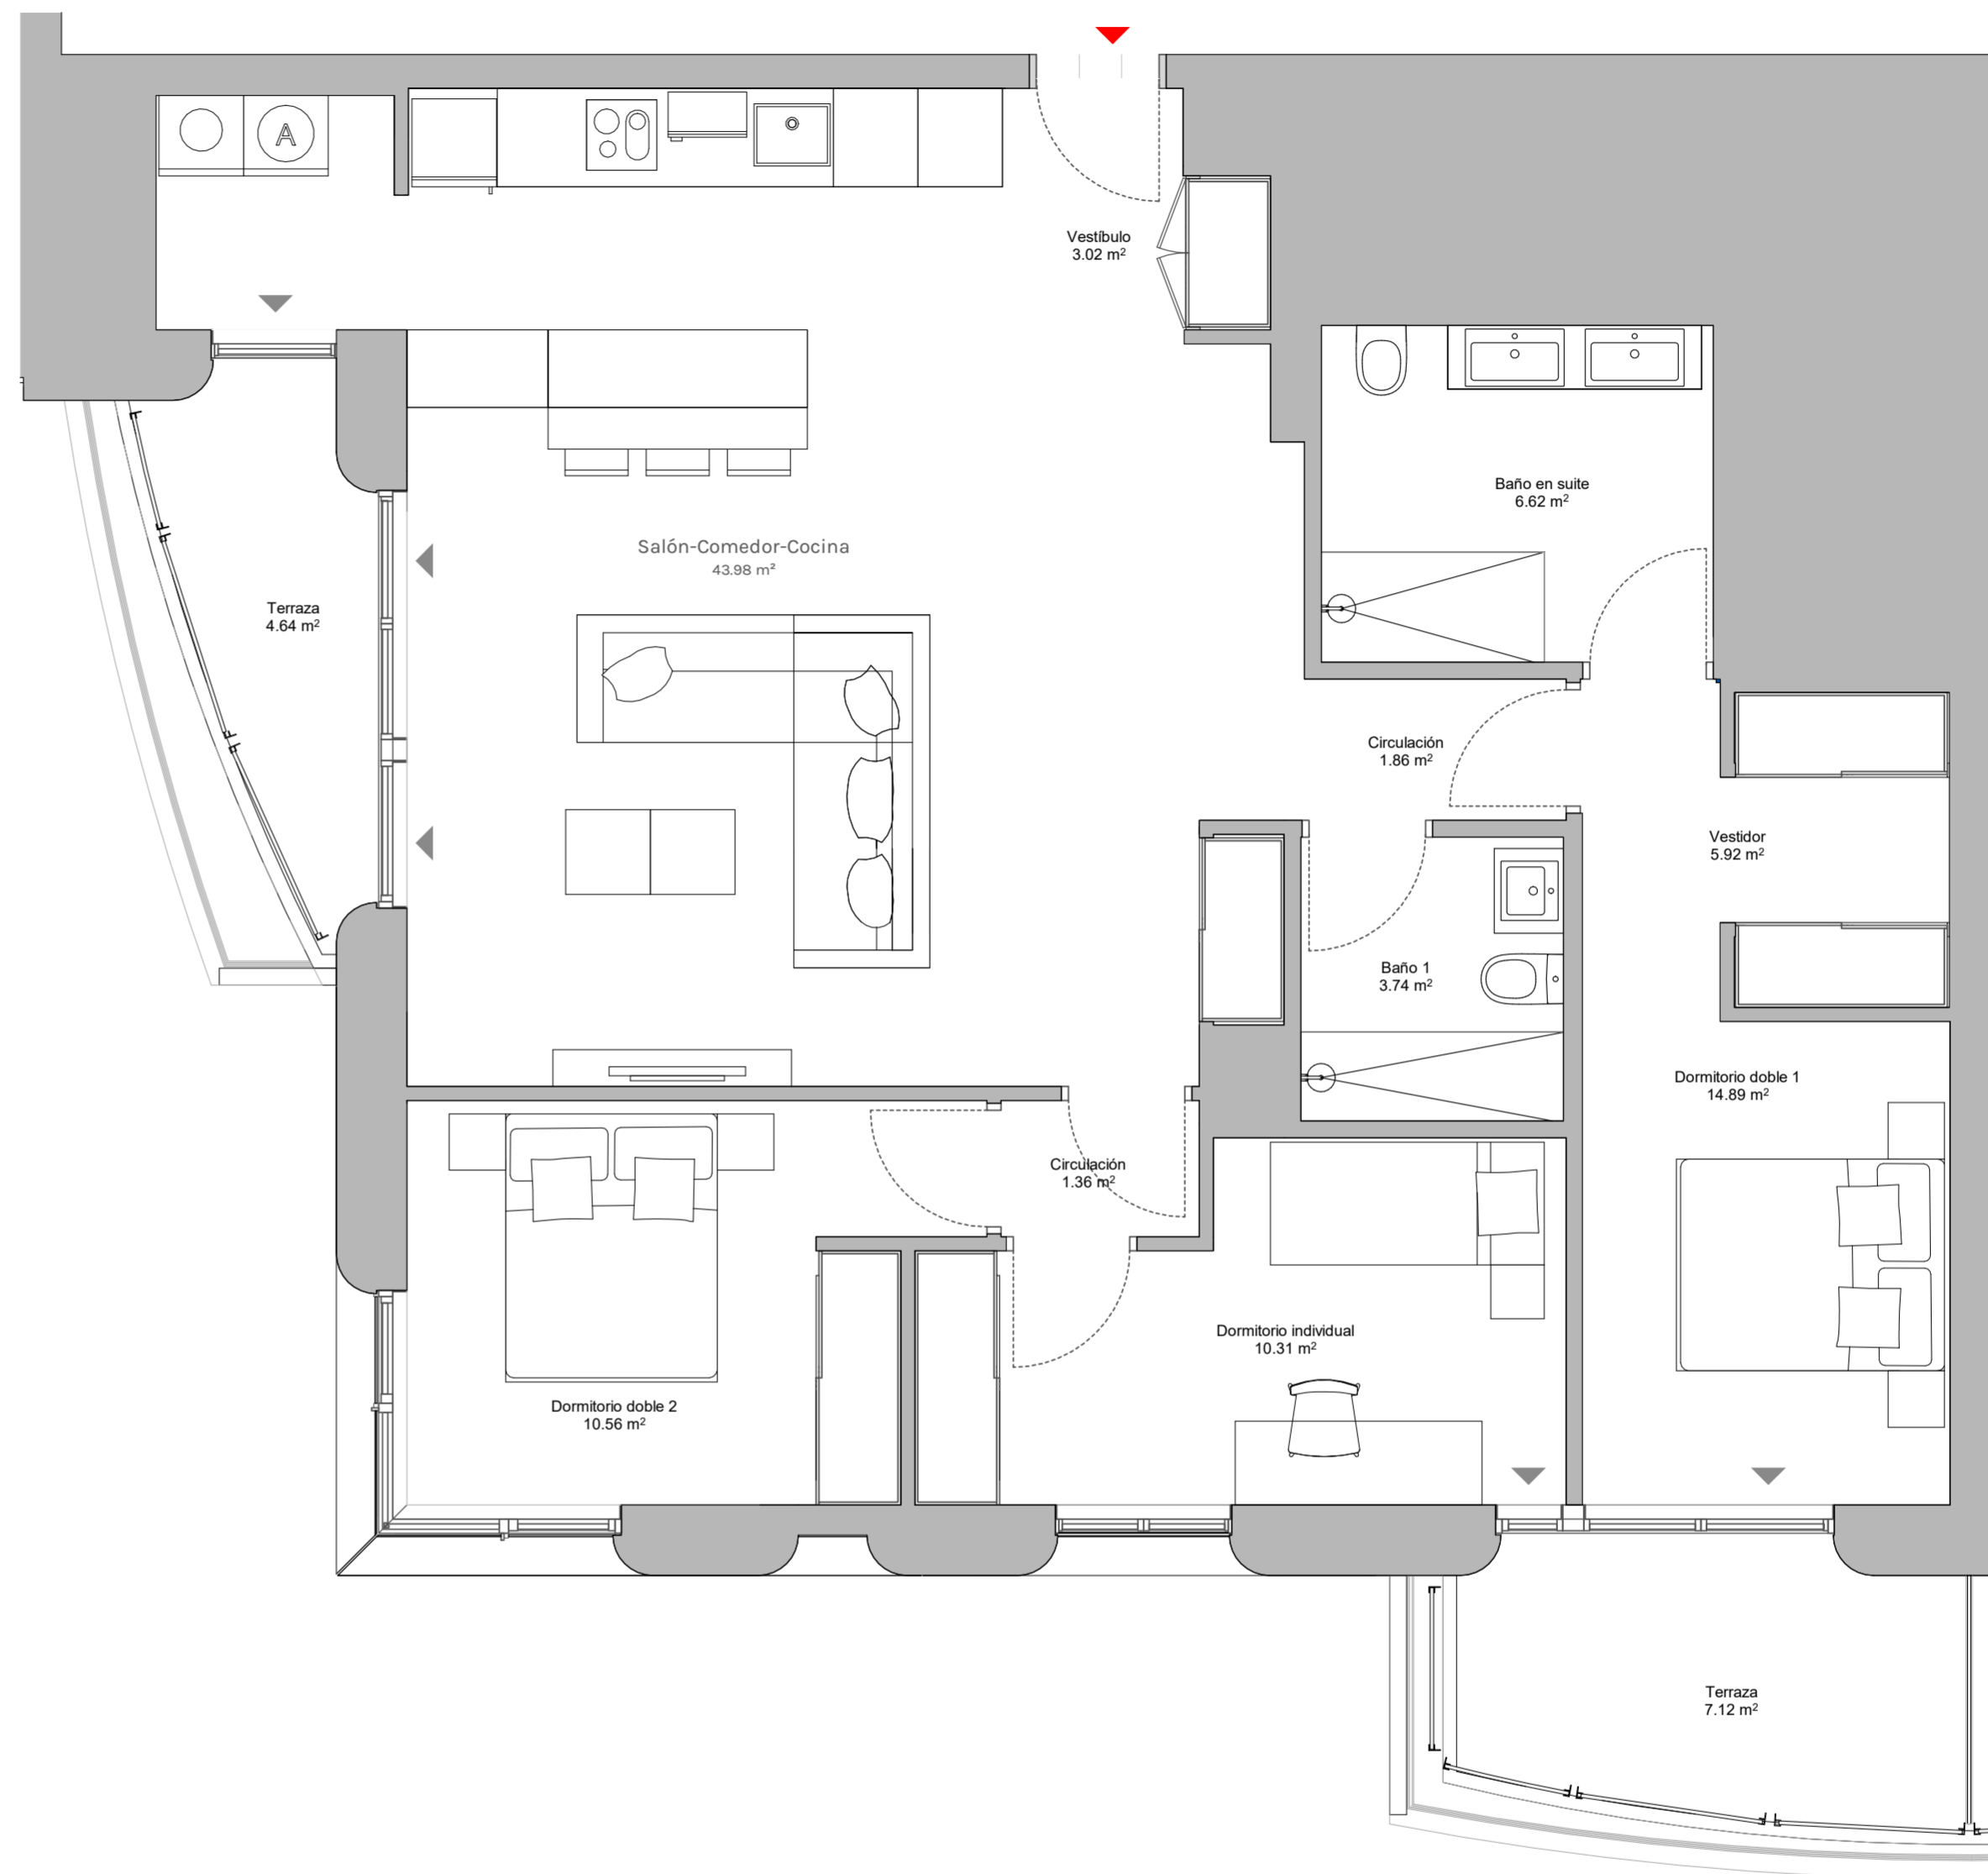 A
Vestíbulo
3.02 m²
Baño en suite
6.62 m²
Salón-Comedor-Cocina
43.98 m²
Terraza
4.64 m²
Circulación
1.86 m²
Vestidor
5.92 m²
Baño 1
3.74 m²
Dormitorio doble 1
14.89 m²
Circulación
1.36 m²
Dormitorio individual
10.31 m²
Dormitorio doble 2
10.56 m²
Terraza
7.12 m²